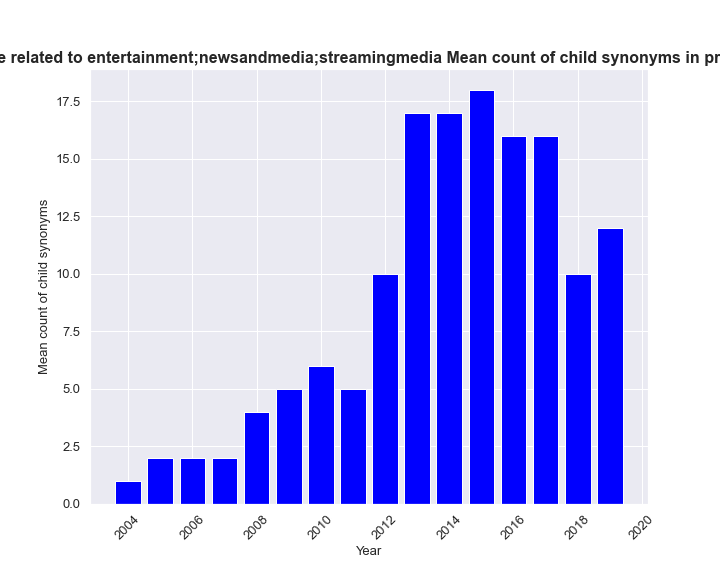 e related to entertainment;newsandmedia;streamingmedia Mean count of child synonyms in pr
17.5
15.0
12.5
10.0
7.5
5.0
2.5
0.0
Mean count of child synonyms
2004 2006 2008 2010 2012 2014 2016 2018 2020
Year